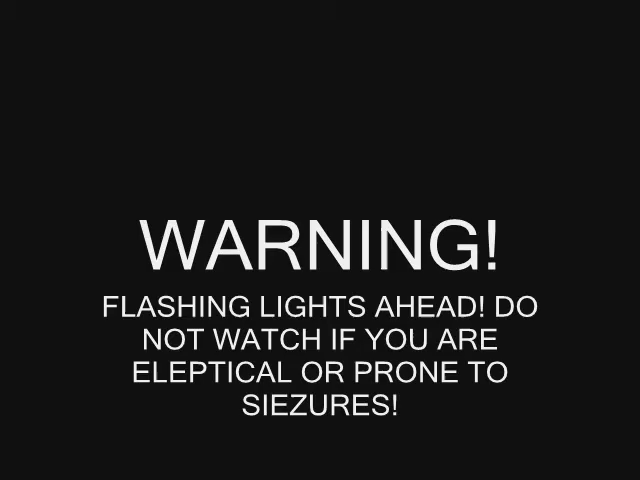 WARNING!
FLASHING LIGHTS AHEAD! DO
NOT WATCH IF YOU ARE
ELEPTICAL OR PRONE TO
SIEZURES!